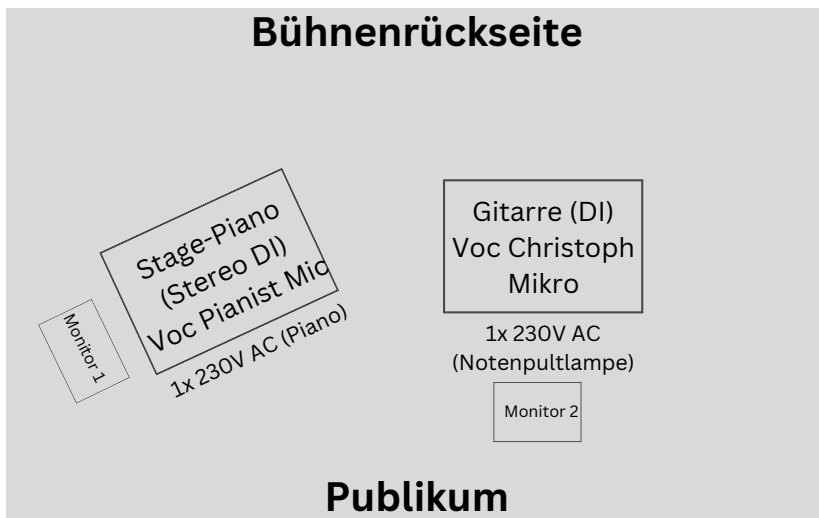 Bühnenrückseite
Stage-Piano
(Stereo DI)
Voc Pianist Mic
1x 230V AC (Piano)
Monitor 1
Gitarre (DI)
Voc Christoph
Mikro
1x 230V AC
(Notenpultlampe)
Monitor 2
Publikum